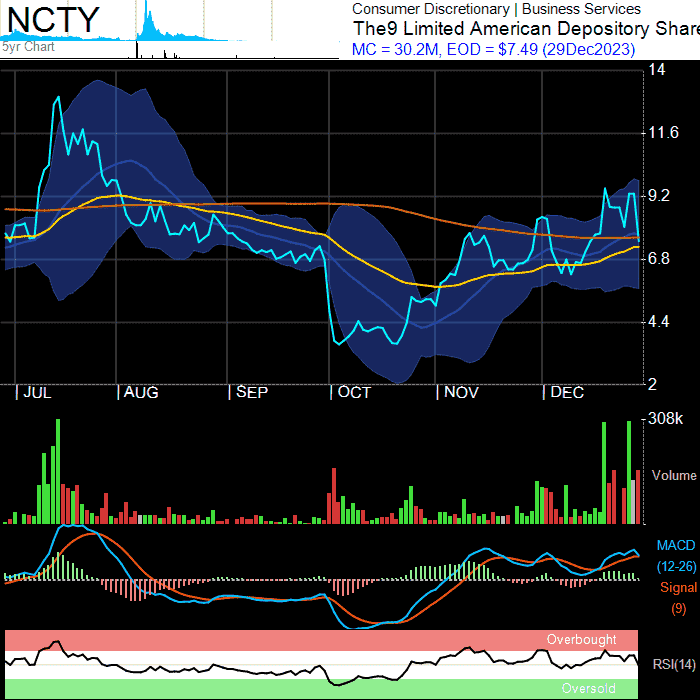 NCTY
5yr Chart
Consumer Discretionary | Business Services
The9 Limited American Depository Share
MC = 30.2M, EOD = $7.49 (29Dec2023)
14
11.6
9.2
6.8
4.4
2
| JUL | AUG | SEP | OCT | NOV | DEC
308k
Volume
MACD
(12-26)
Signal
(9)
Overbought
RSI(14)
Oversold